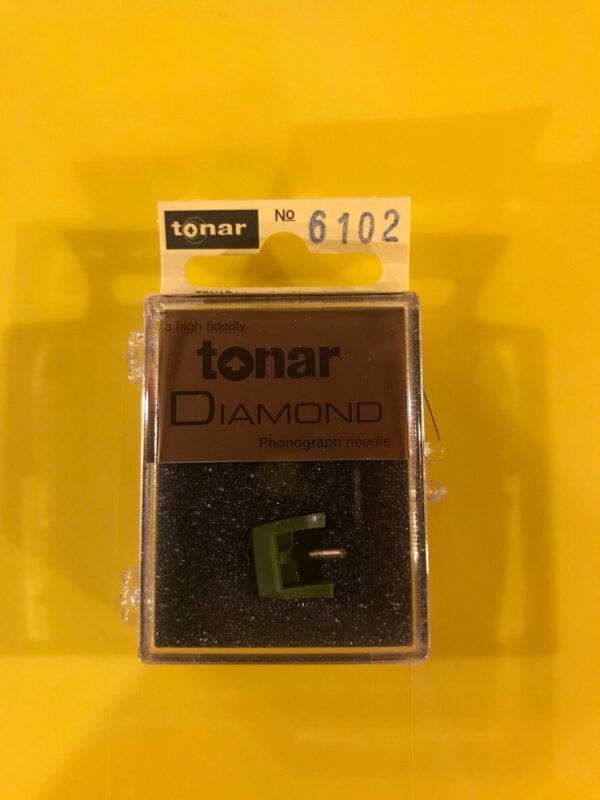 tonar No 6102
a high fidelity
tonar
DIAMOND
Phonograph needle